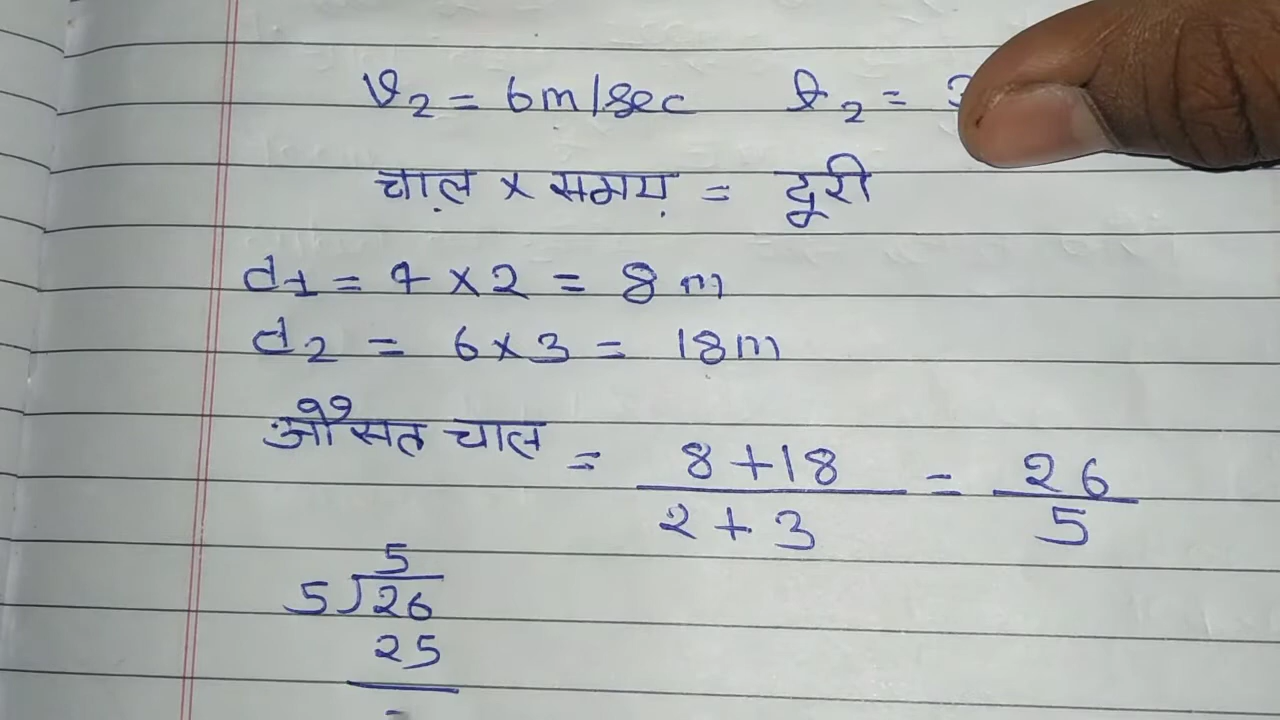 v2 = 6m/sec v2 =
चाल़ x समय़ = दूरी
d1 = 4 x 2 = 8 m
d2 = 6 x 3 = 18m
औसत चाल = 8+18 / 2+3 = 26 / 5
5
5 ) 26
25